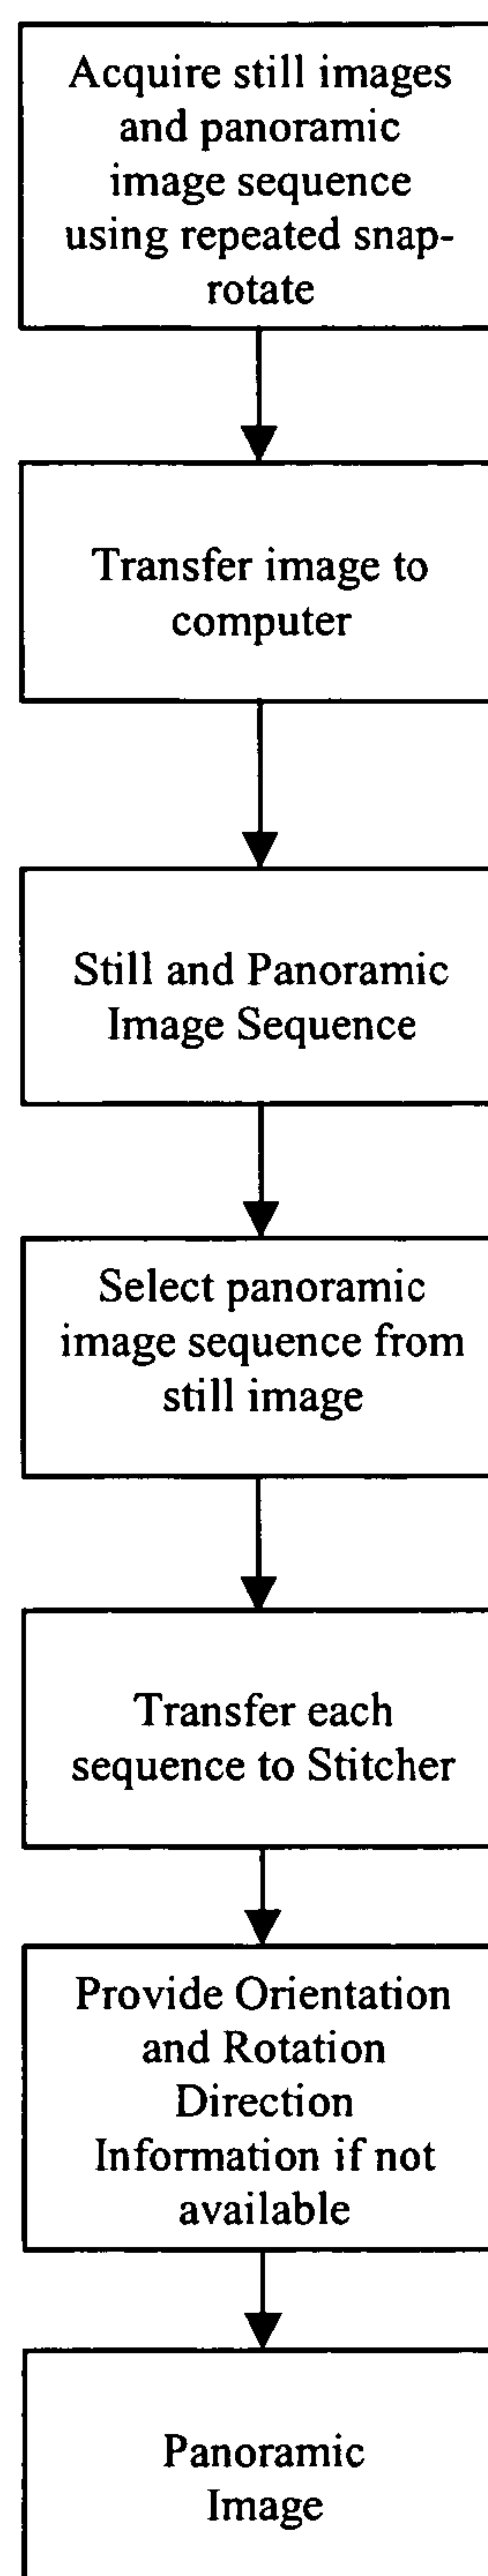 Acquire still images
and panoramic
image sequence
using repeated snap-
rotate
Transfer image to
computer
Still and Panoramic
Image Sequence
Select panoramic
image sequence from
still image
Transfer each
sequence to Stitcher
Provide Orientation
and Rotation
Direction
Information if not
available
Panoramic
Image